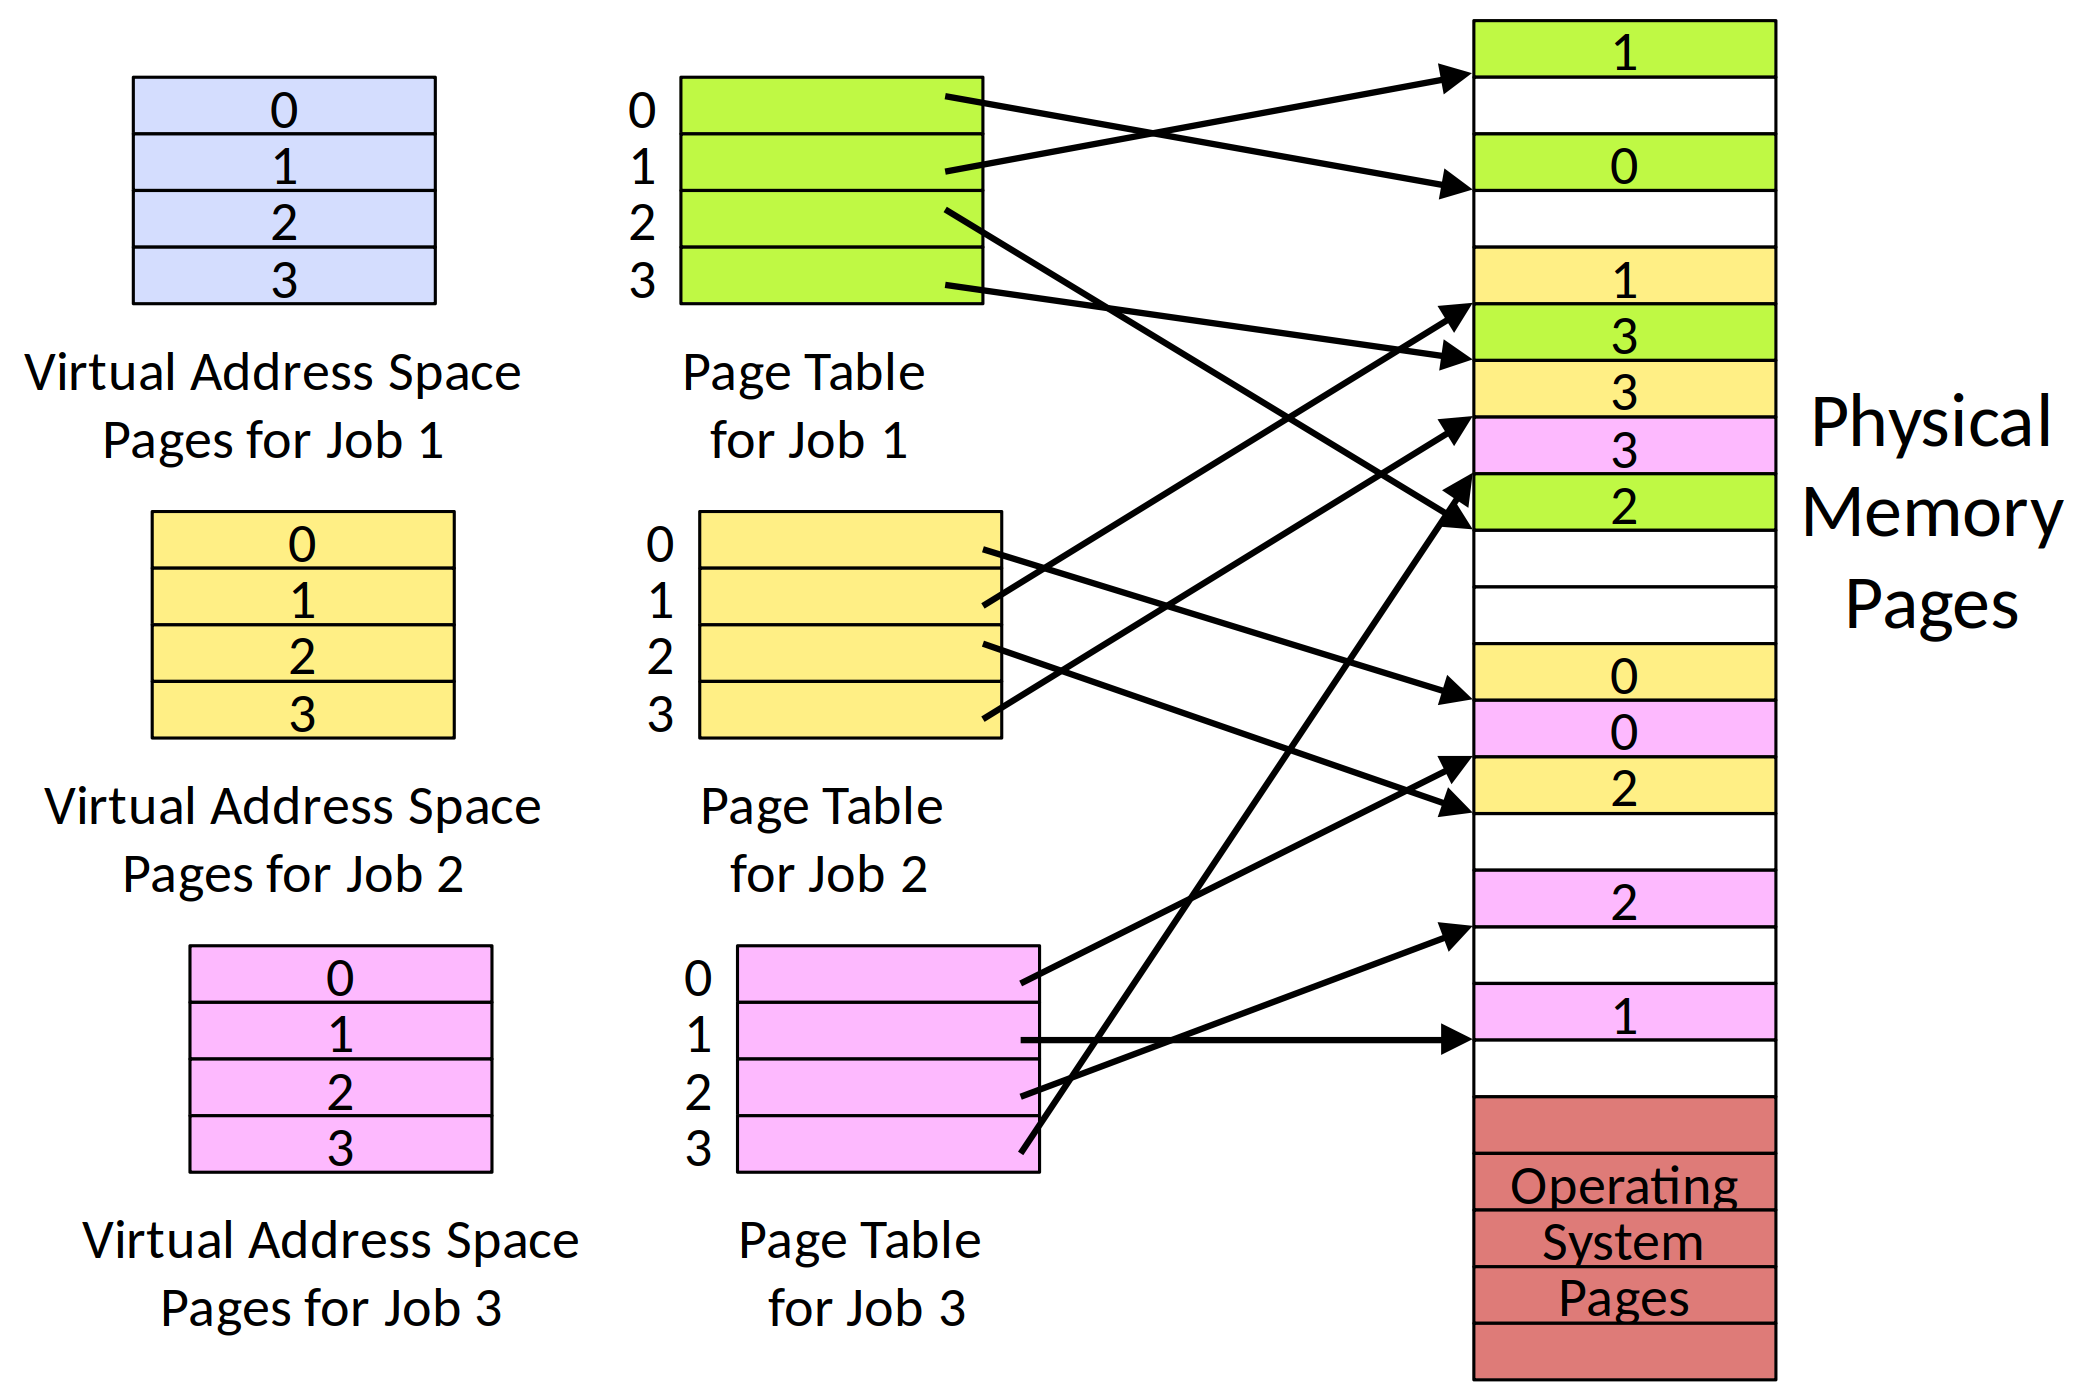 0
1
2
3
Virtual Address Space
Pages for Job 1
0
1
2
3
Page Table
for Job 1
0
1
2
3
Virtual Address Space
Pages for Job 2
0
1
2
3
Page Table
for Job 2
0
1
2
3
Virtual Address Space
Pages for Job 3
0
1
2
3
Page Table
for Job 3
1
0
1
3
3
3
2
0
0
2
2
1
Operating
System
Pages
Physical
Memory
Pages